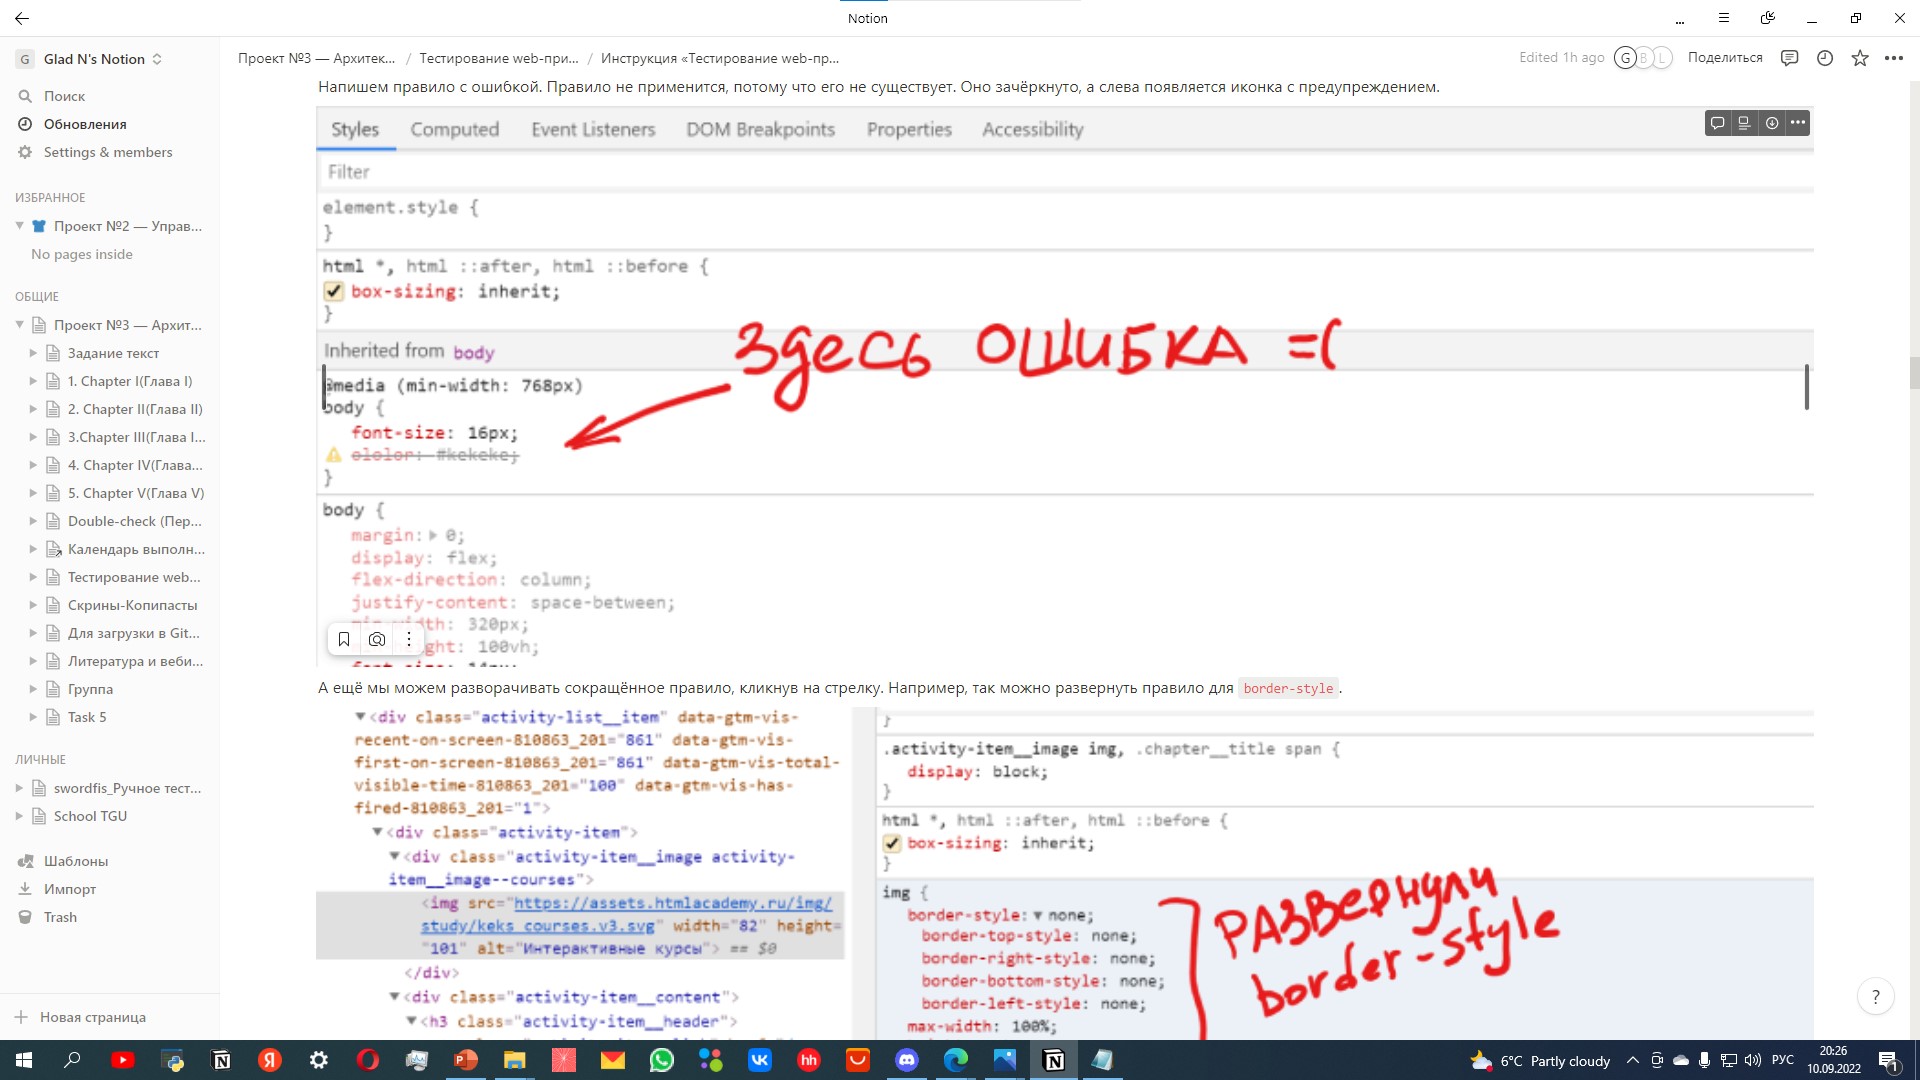 Notion
Glad N's Notion
Проект №3 — Архитек... / Тестирование web-при... / Инструкция «Тестирование web-пр...
Edited 1h ago
G B L
Поделиться
Поиск
Обновления
Settings & members
ИЗБРАННОЕ
Проект №2 — Управ...
No pages inside
ОБЩИЕ
Проект №3 — Архит...
Задание текст
1. Chapter I(Глава I)
2. Chapter II(Глава II)
3.Chapter III(Глава I...
4. Chapter IV(Глава...
5. Chapter V(Глава V)
Double-check (Пер...
Календарь выполн...
Тестирование web...
Скрины-Копипасты
Для загрузки в Git...
Литература и веби...
Группа
Task 5
ЛИЧНЫЕ
swordfis_Ручное тест...
School TGU
Шаблоны
Импорт
Trash
Новая страница
Напишем правило с ошибкой. Правило не применится, потому что его не существует. Оно зачёркнуто, а слева появляется иконка с предупреждением.
Styles Computed Event Listeners DOM Breakpoints Properties Accessibility
Filter
element.style {
}
html *, html ::after, html ::before {
box-sizing: inherit;
}
Inherited from body
Здесь ОШИБКА =(
@media (min-width: 768px)
body {
font-size: 16px;
ololor: #kekeke;
}
body {
margin: 0;
display: flex;
flex-direction: column;
justify-content: space-between;
width: 320px;
ght: 100vh;
font-size: 14px;
А ещё мы можем разворачивать сокращённое правило, кликнув на стрелку. Например, так можно развернуть правило для border-style.
<div class="activity-list__item" data-gtm-vis-
recent-on-screen-810863_201="861" data-gtm-vis-
first-on-screen-810863_201="861" data-gtm-vis-total-
visible-time-810863_201="100" data-gtm-vis-has-
fired-810863_201="1">
<div class="activity-item">
<div class="activity-item__image activity-
item__image--courses">
<img src="https://assets.htmlacademy.ru/img/
study/keks_courses.v3.svg" width="82" height=
"101" alt="Интерактивные курсы"> == $0
</div>
<div class="activity-item__content">
<h3 class="activity-item__header">
}
.activity-item__image img, .chapter__title span {
display: block;
}
html *, html ::after, html ::before {
box-sizing: inherit;
}
img {
border-style: none;
border-top-style: none;
border-right-style: none;
border-bottom-style: none;
border-left-style: none;
max-width: 100%;
РАЗВЕРНУЛИ
border-style
?
6°C Partly cloudy
РУС
20:26
10.09.2022
1